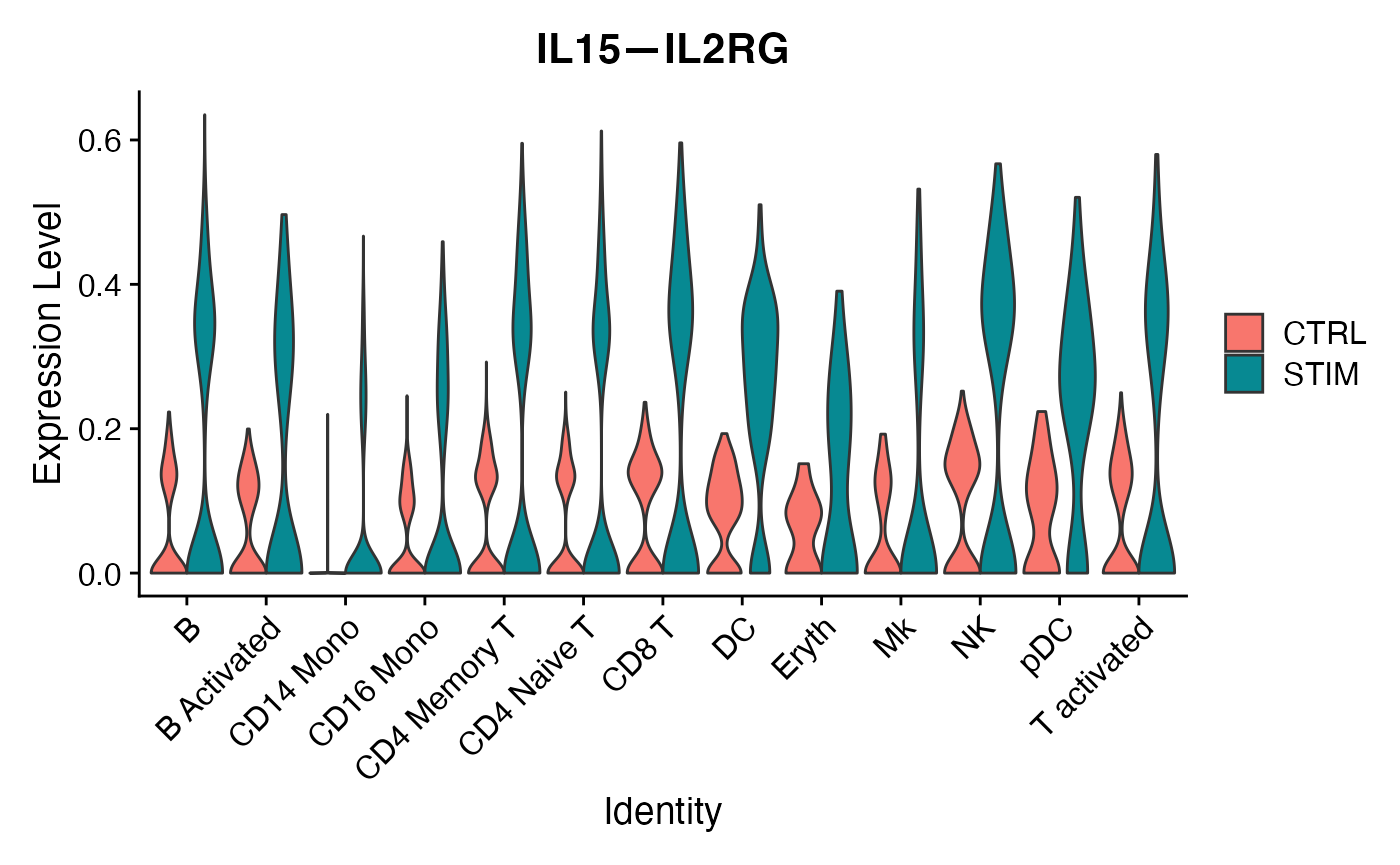 IL15—IL2RG
Expression Level
0.6
0.4
0.2
0.0
B
B Activated
CD14 Mono
CD16 Mono
CD4 Memory T
CD4 Naive T
CD8 T
DC
Eryth
Mk
NK
pDC
T activated
Identity
CTRL
STIM